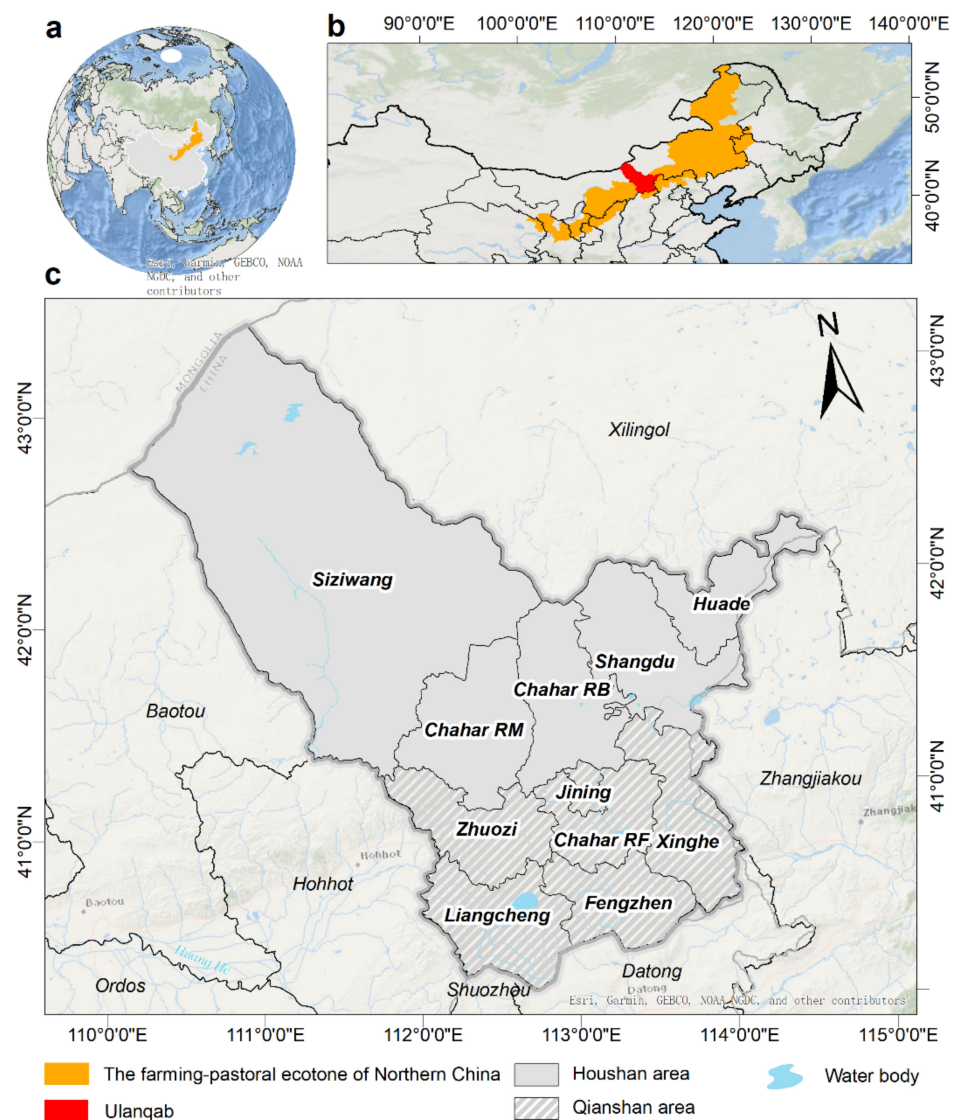 a
b
90°0'0"E 100°0'0"E 110°0'0"E 120°0'0"E 130°0'0"E 140°0'0"E
50°0'0"N
40°0'0"N
Esri, Garmin, GEBCO, NOAA
NGDC, and other
contributors
c
MONGOLIA
CHINA
N
43°0'0"N
43°0'0"N
Xilingol
Siziwang
42°0'0"N
Huade
42°0'0"N
Shangdu
Chahar RB
Baotou
Chahar RM
Zhangjiakou
41°0'0"N
Jining
Zhangjiak
Zhuozi
Chahar RF
Xinghe
41°0'0"N
Hohhot
Hohhot
Baotou
Liangcheng
Fengzhen
Huang He
Datong
Ordos
Shuozhou
Datong
Esri, Garmin, GEBCO, NOAA NGDC, and other contributors
110°0'0"E 111°0'0"E 112°0'0"E 113°0'0"E 114°0'0"E 115°0'0"E
The farming-pastoral ecotone of Northern China
Houshan area
Water body
Ulanqab
Qianshan area